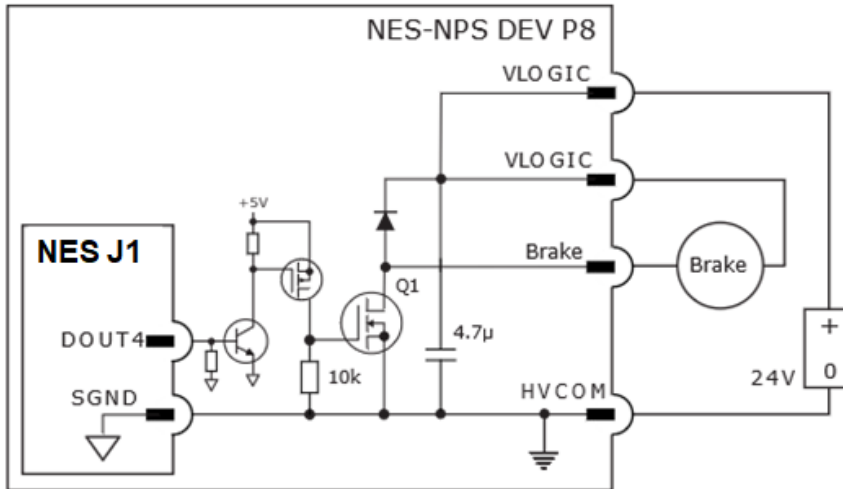 NES-NPS DEV P8
VLOGIC
VLOGIC
+5V
NES J1
Brake
Brake
Q1
DOUT4
4.7µ
+
24V
0
10k
SGND
HVCOM